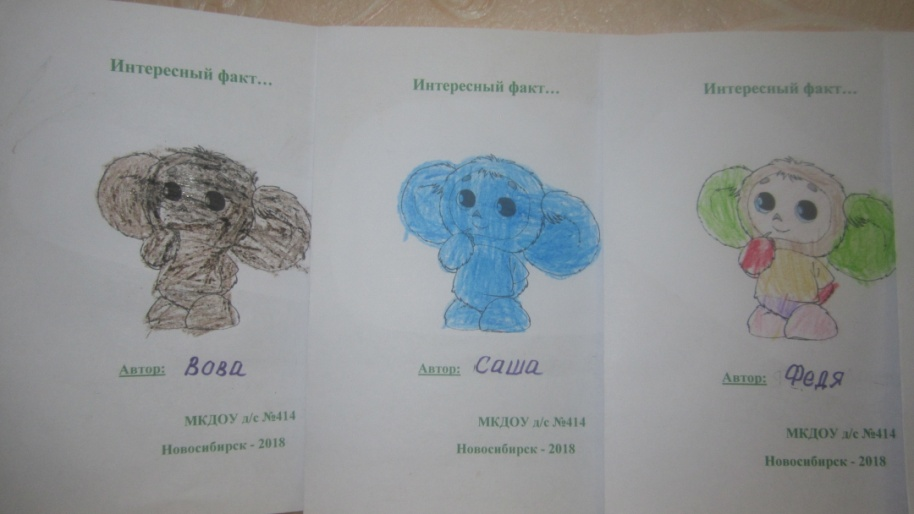 Интересный факт…
Автор: Вова
МКДОУ д/с №414
Новосибирск - 2018
Интересный факт…
Автор: Саша
МКДОУ д/с №414
Новосибирск - 2018
Интересный факт…
Автор: Федя
МКДОУ д/с №414
Новосибирск - 2018